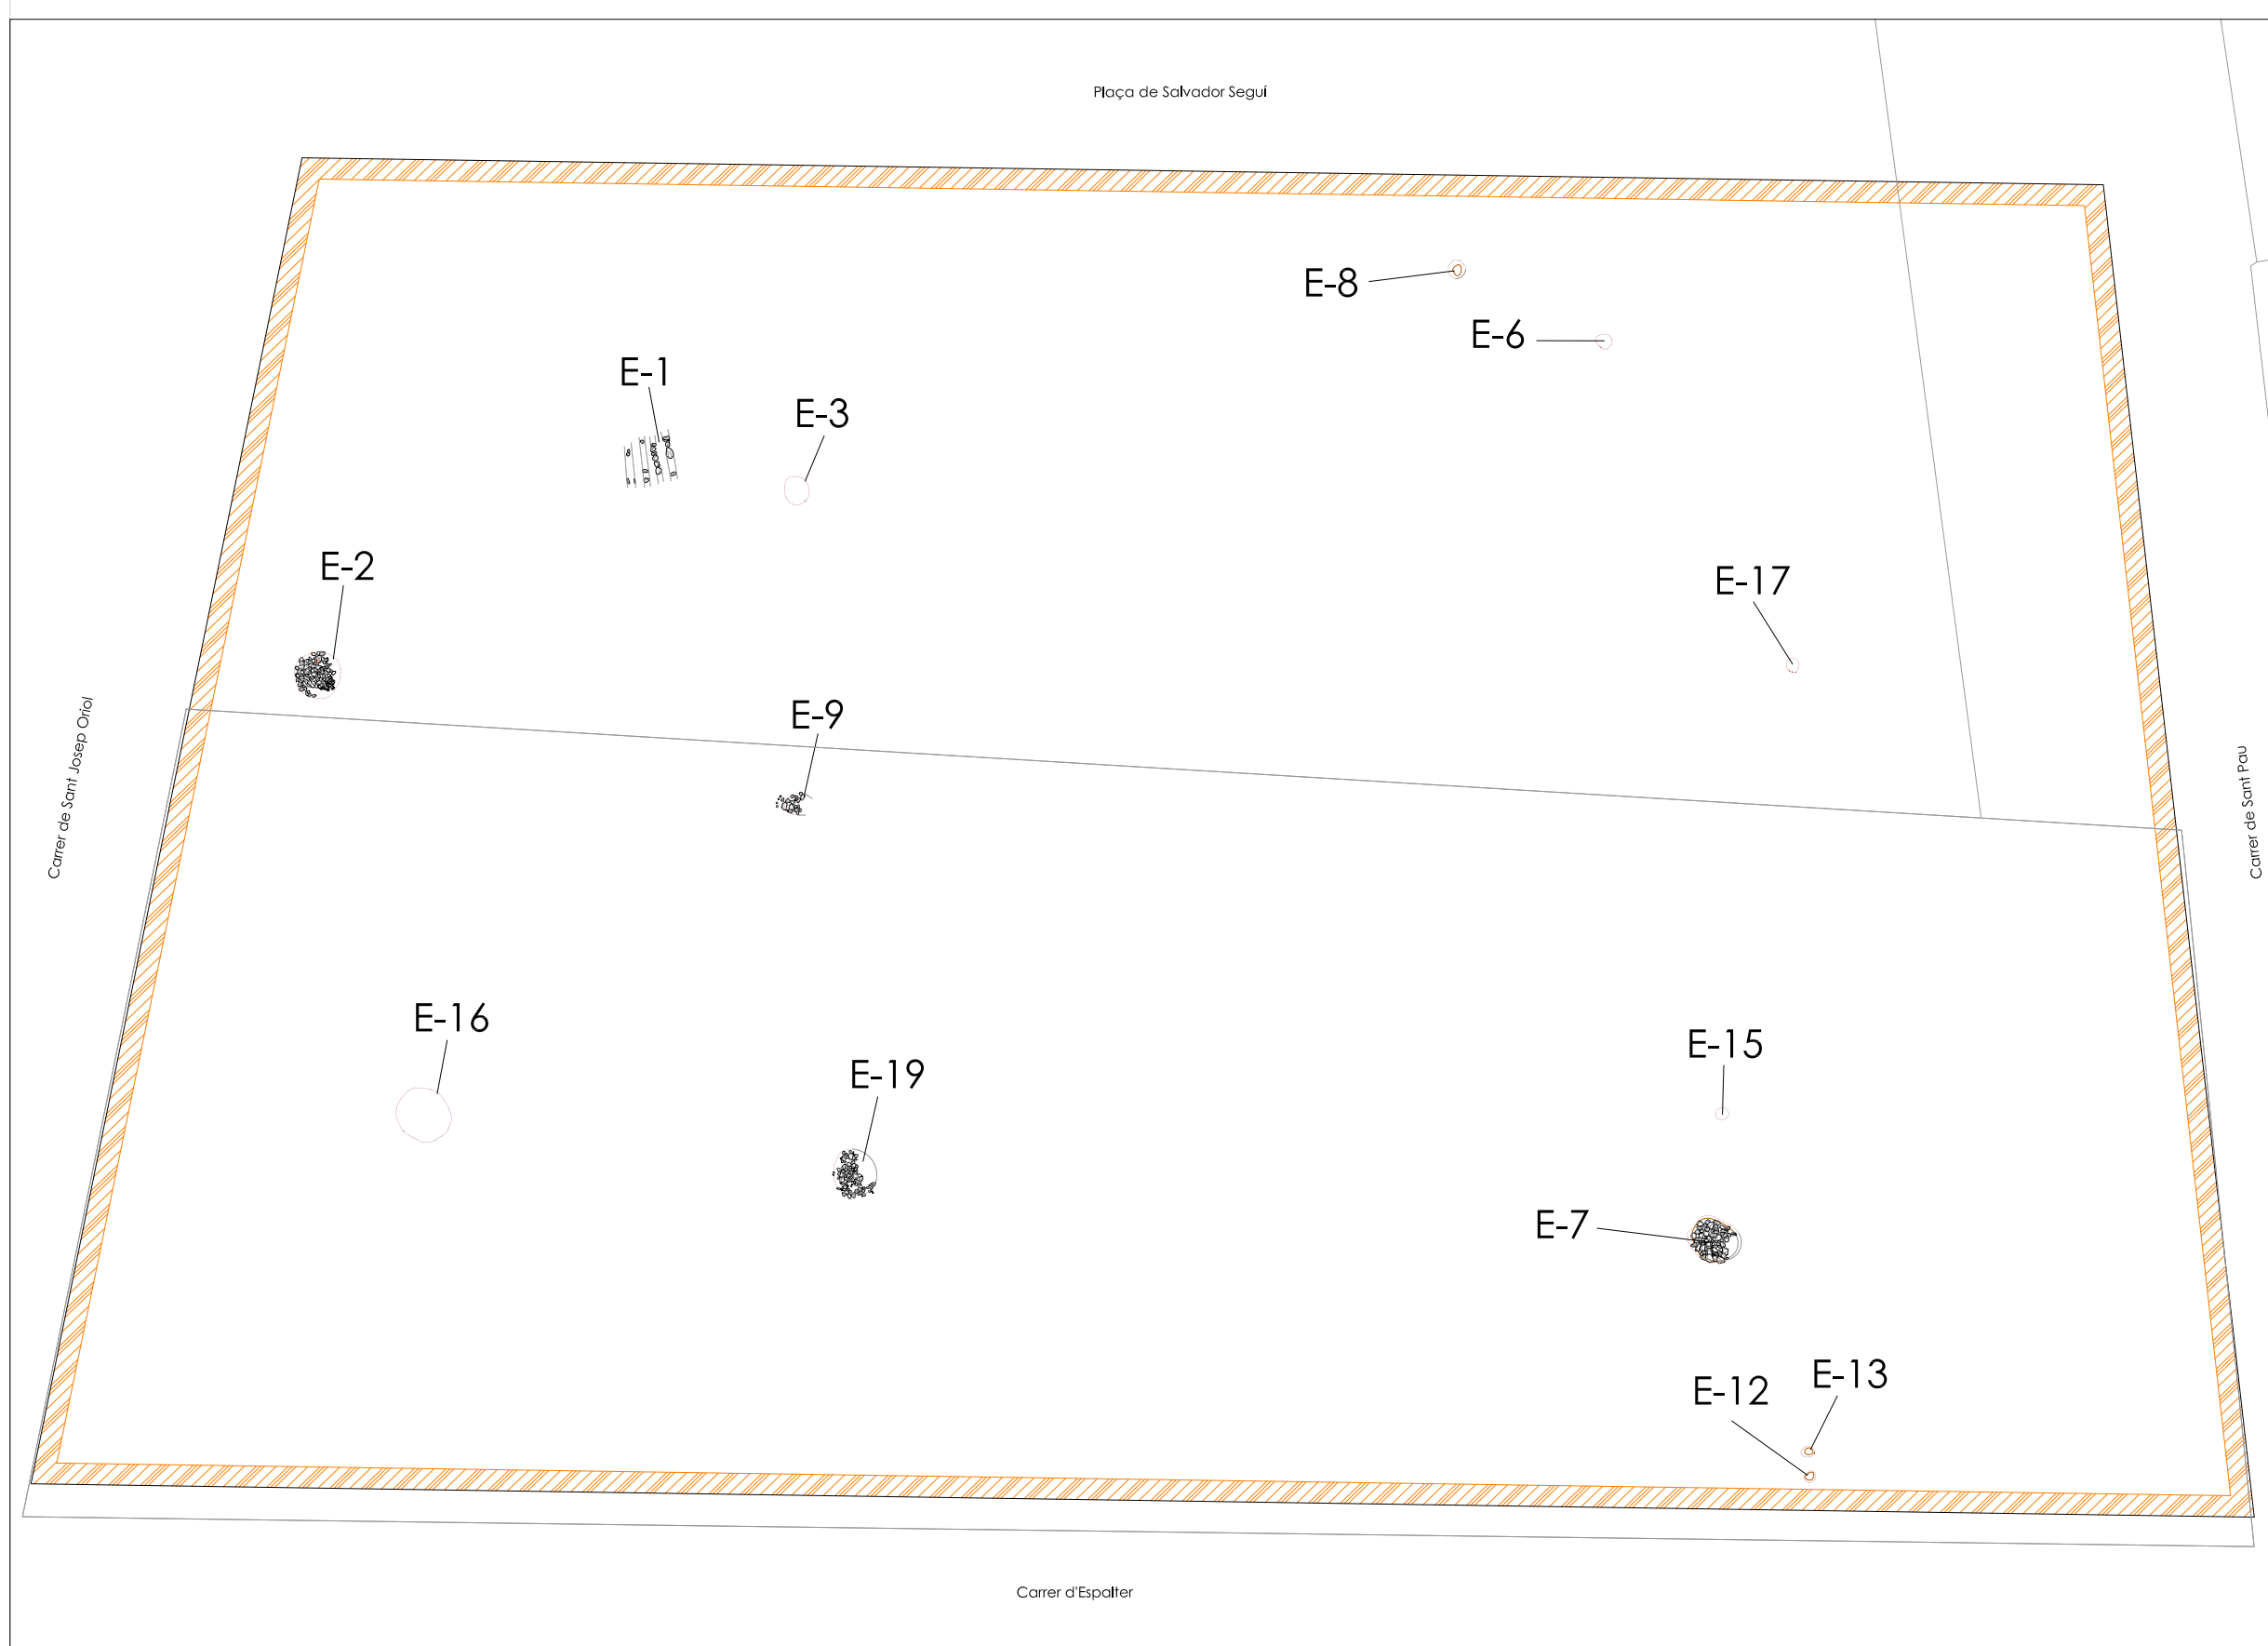 Plaça de Salvador Seguí
E-8
E-6
E-1
E-3
E-2
E-17
E-9
Carrer de Sant Josep Oriol
Carrer de Sant Pau
E-16
E-19
E-15
E-7
E-13
E-12
Carrer d'Espalter